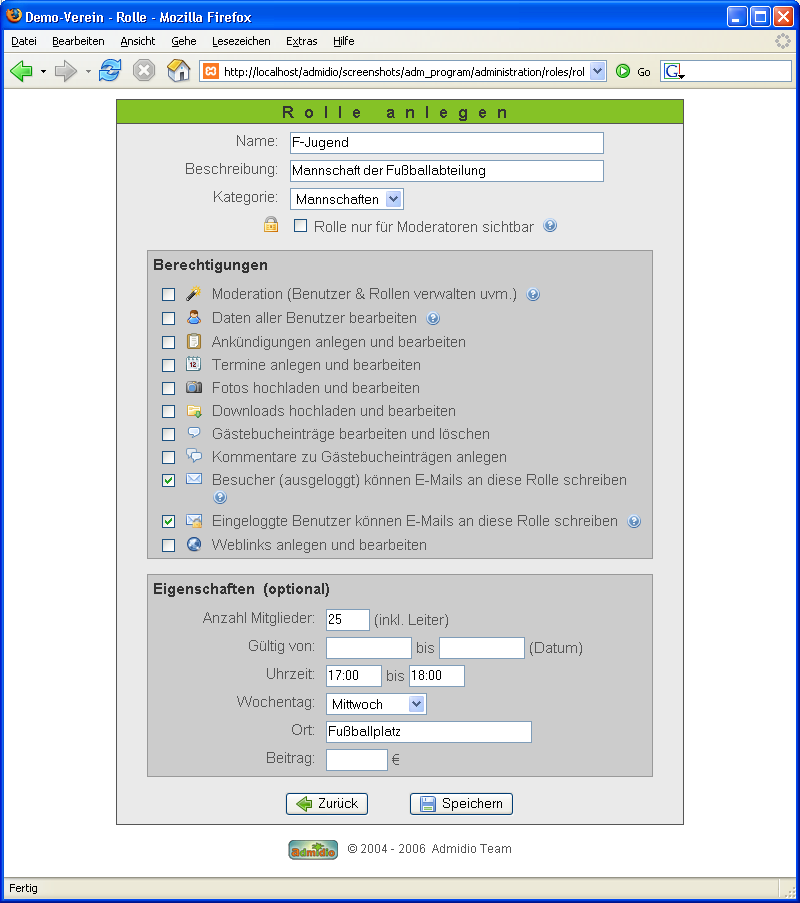 Demo-Verein - Rolle - Mozilla Firefox
Datei Bearbeiten Ansicht Gehe Lesezeichen Extras Hilfe
http://localhost/admidio/screenshots/adm_program/administration/roles/rol Go G
Rolle anlegen
Name: F-Jugend
Beschreibung: Mannschaft der Fußballabteilung
Kategorie: Mannschaften
Rolle nur für Moderatoren sichtbar ?
Berechtigungen
Moderation (Benutzer & Rollen verwalten uvm.) ?
Daten aller Benutzer bearbeiten ?
Ankündigungen anlegen und bearbeiten
12 Termine anlegen und bearbeiten
Fotos hochladen und bearbeiten
Downloads hochladen und bearbeiten
Gästebucheinträge bearbeiten und löschen
Kommentare zu Gästebucheinträgen anlegen
Besucher (ausgeloggt) können E-Mails an diese Rolle schreiben
?
Eingeloggte Benutzer können E-Mails an diese Rolle schreiben ?
Weblinks anlegen und bearbeiten
Eigenschaften (optional)
Anzahl Mitglieder: 25 (inkl. Leiter)
Gültig von: bis (Datum)
Uhrzeit: 17:00 bis 18:00
Wochentag: Mittwoch
Ort: Fußballplatz
Beitrag: €
Zurück Speichern
Admidio © 2004 - 2006 Admidio Team
Fertig